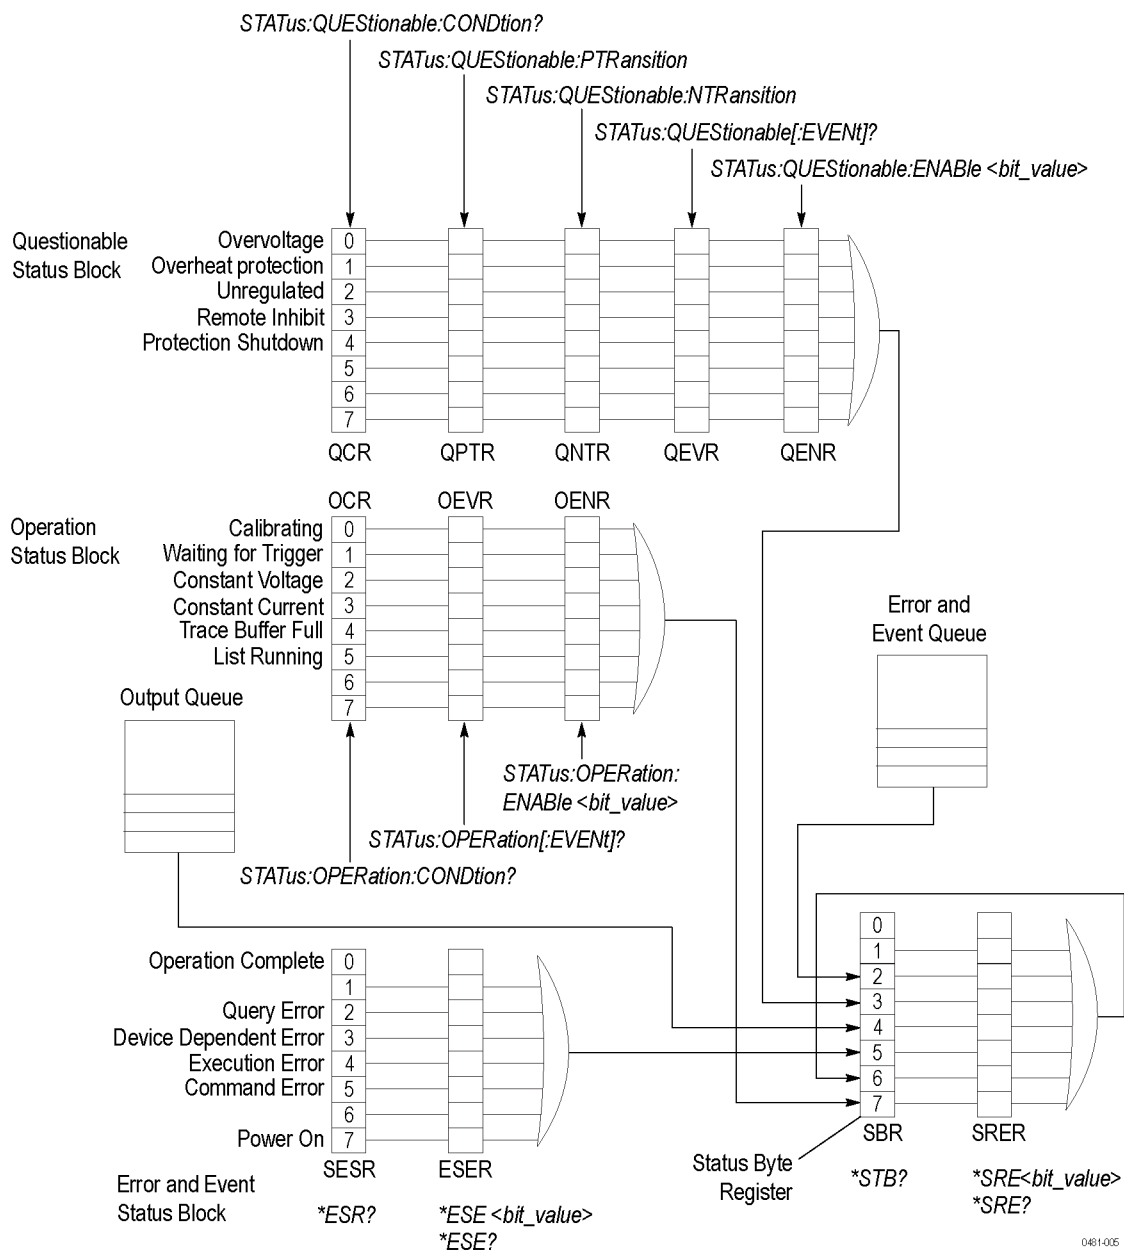 STATus:QUEStionable:CONDtion?
STATus:QUEStionable:PTRansition
STATus:QUEStionable:NTRansition
STATus:QUEStionable[:EVENt]?
STATus:QUEStionable:ENABle <bit_value>
Questionable
Status Block
Overvoltage 0
Overheat protection 1
Unregulated 2
Remote Inhibit 3
Protection Shutdown 4
5
6
7
QCR QPTR QNTR QEVR QENR
OCR OEVR OENR
Operation
Status Block
Calibrating 0
Waiting for Trigger 1
Constant Voltage 2
Constant Current 3
Trace Buffer Full 4
List Running 5
6
7
Error and
Event Queue
Output Queue
STATus:OPERation:
ENABle <bit_value>
STATus:OPERation[:EVENt]?
STATus:OPERation:CONDtion?
Operation Complete 0
1
Query Error 2
Device Dependent Error 3
Execution Error 4
Command Error 5
6
Power On 7
SESR ESER
Error and Event
Status Block
*ESR?
*ESE <bit_value>
*ESE?
0
1
2
3
4
5
6
7
SBR SRER
Status Byte
Register
*STB?
*SRE<bit_value>
*SRE?
0481-005